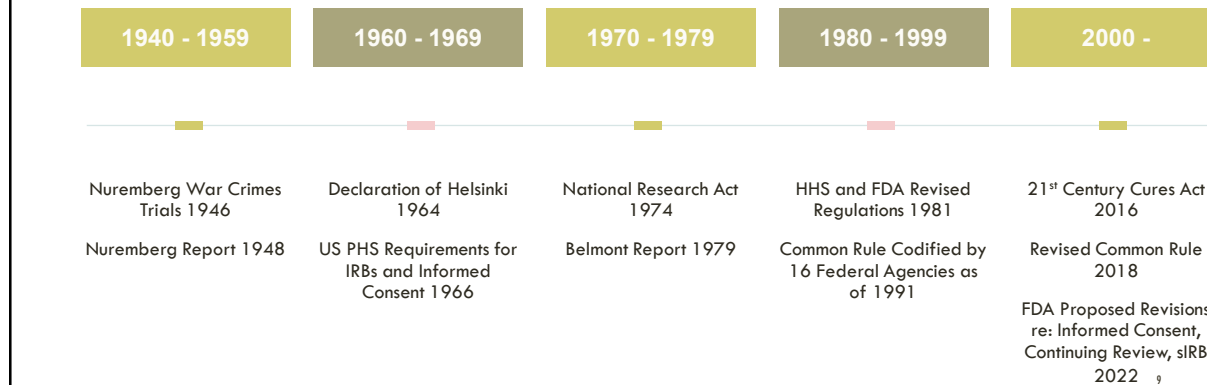 1940 - 1959
1960 - 1969
1970 - 1979
1980 - 1999
2000 -
Nuremberg War Crimes
Trials 1946
Nuremberg Report 1948
Declaration of Helsinki
1964
US PHS Requirements for
IRBs and Informed
Consent 1966
National Research Act
1974
Belmont Report 1979
HHS and FDA Revised
Regulations 1981
Common Rule Codified by
16 Federal Agencies as
of 1991
21st Century Cures Act
2016
Revised Common Rule
2018
FDA Proposed Revisions
re: Informed Consent,
Continuing Review, sIRB
2022
9